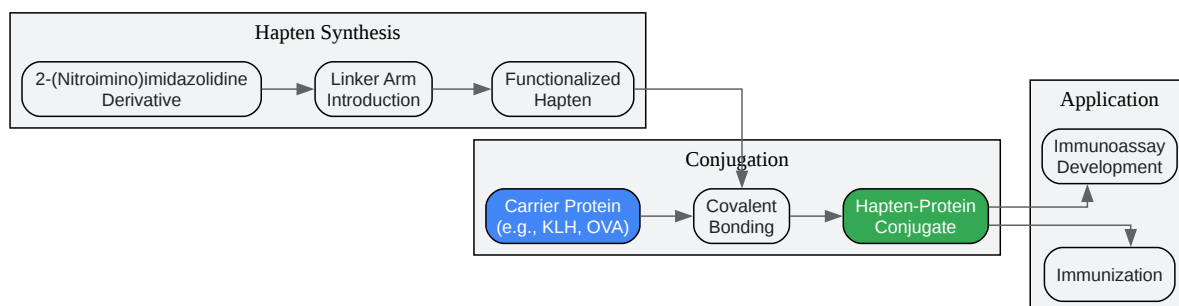 Hapten Synthesis
2-(Nitroimino)imidazolidine
Derivative
Linker Arm
Introduction
Functionalized
Hapten
Conjugation
Carrier Protein
(e.g., KLH, OVA)
Covalent
Bonding
Hapten-Protein
Conjugate
Application
Immunoassay
Development
Immunization